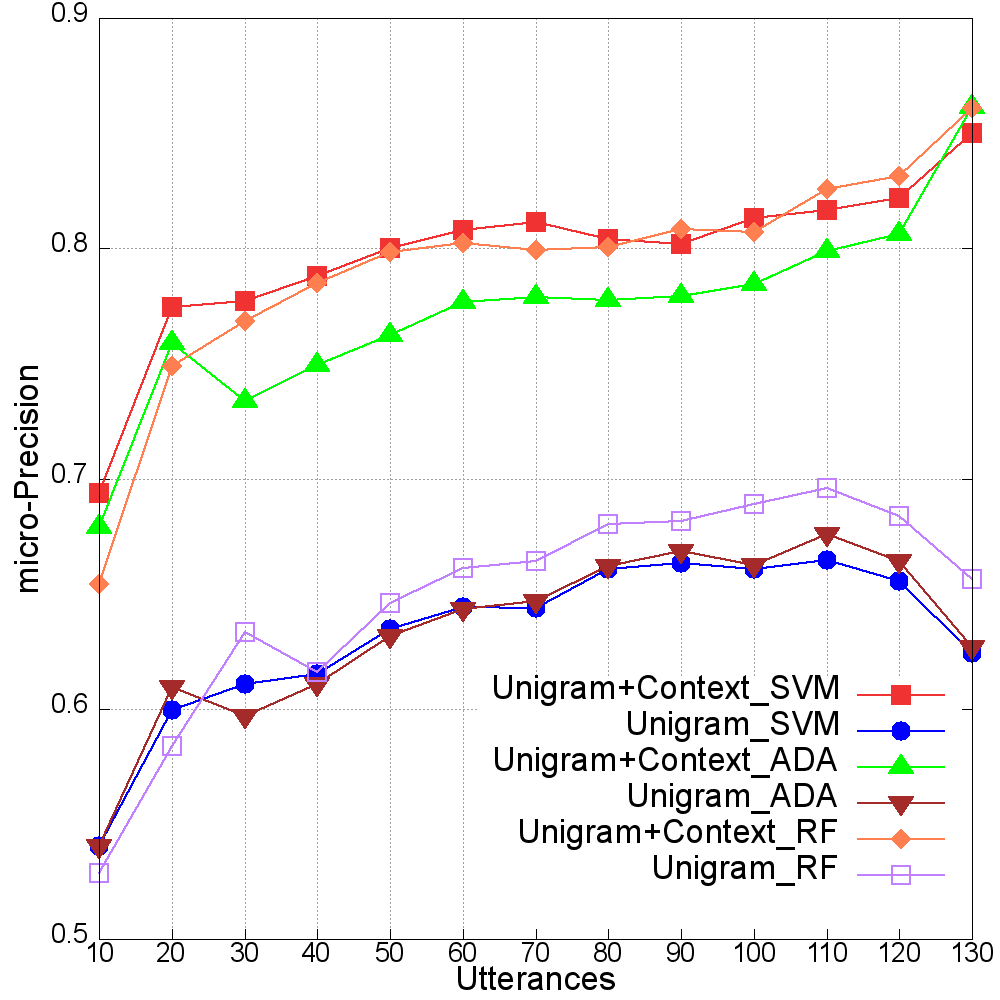 0.9
0.8
0.7
0.6
0.5
micro-Precision
Unigram+Context_SVM
Unigram_SVM
Unigram+Context_ADA
Unigram_ADA
Unigram+Context_RF
Unigram_RF
10 20 30 40 50 60 70 80 90 100 110 120 130
Utterances